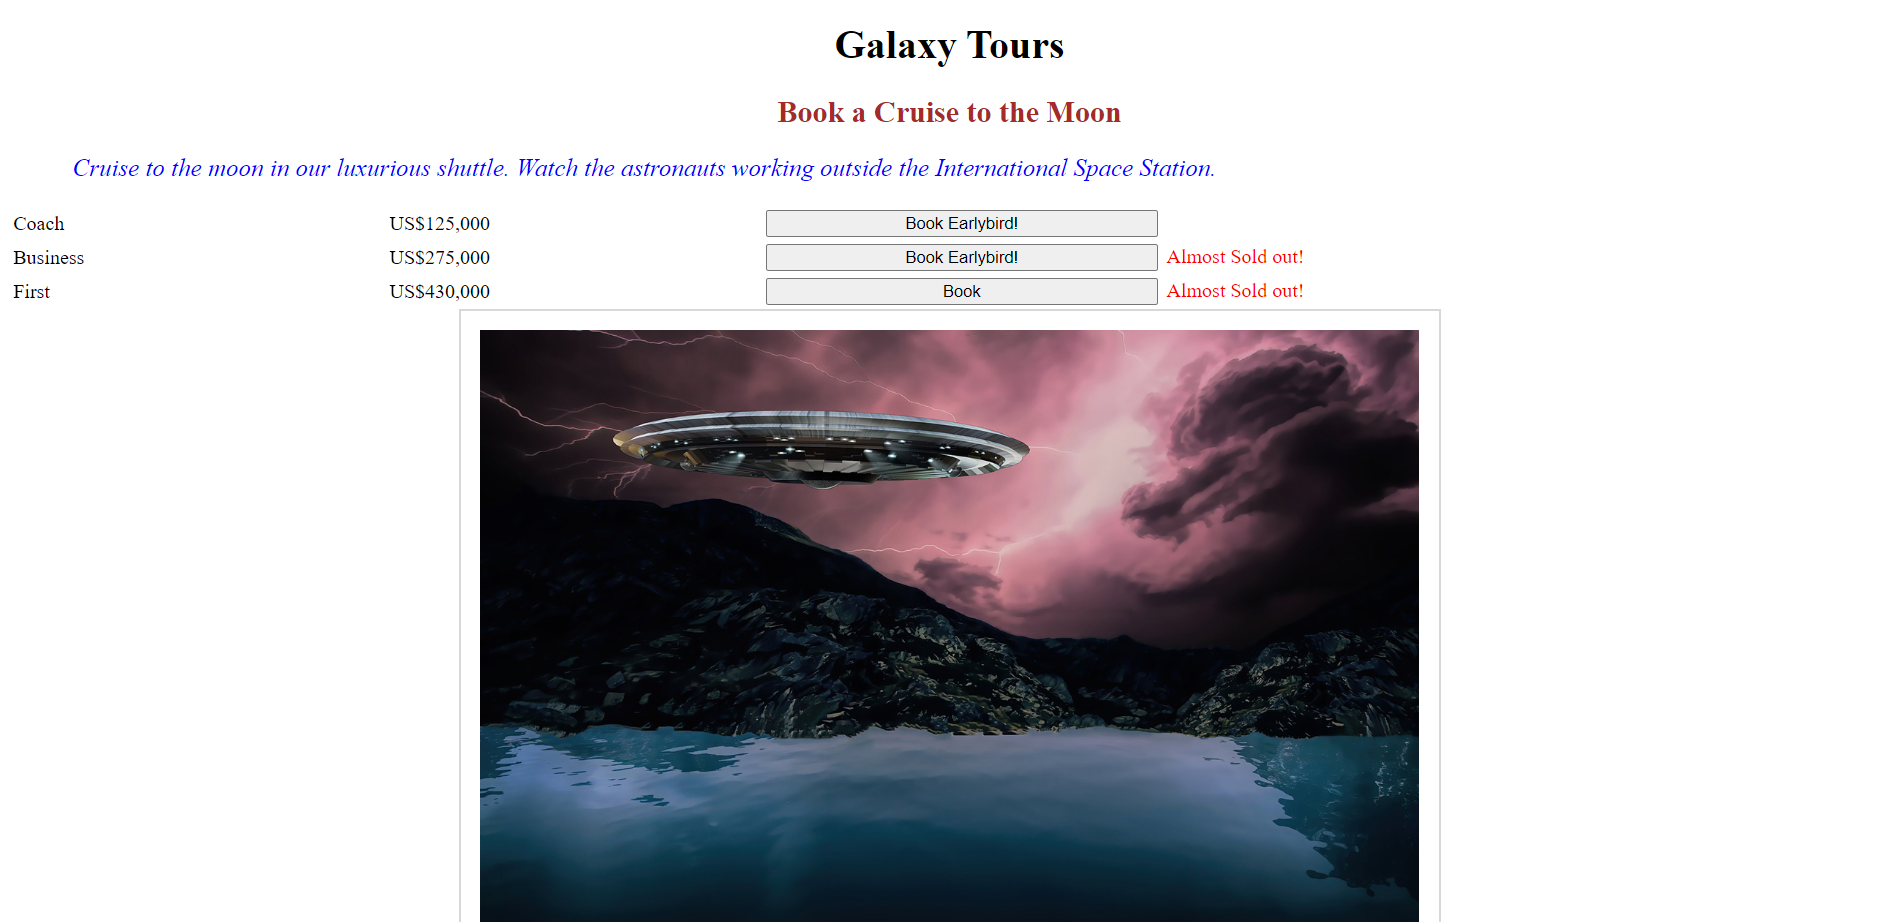 Galaxy Tours
Book a Cruise to the Moon
Cruise to the moon in our luxurious shuttle. Watch the astronauts working outside the International Space Station.
Coach US$125,000 Book Earlybird!
Business US$275,000 Book Earlybird! Almost Sold out!
First US$430,000 Book Almost Sold out!